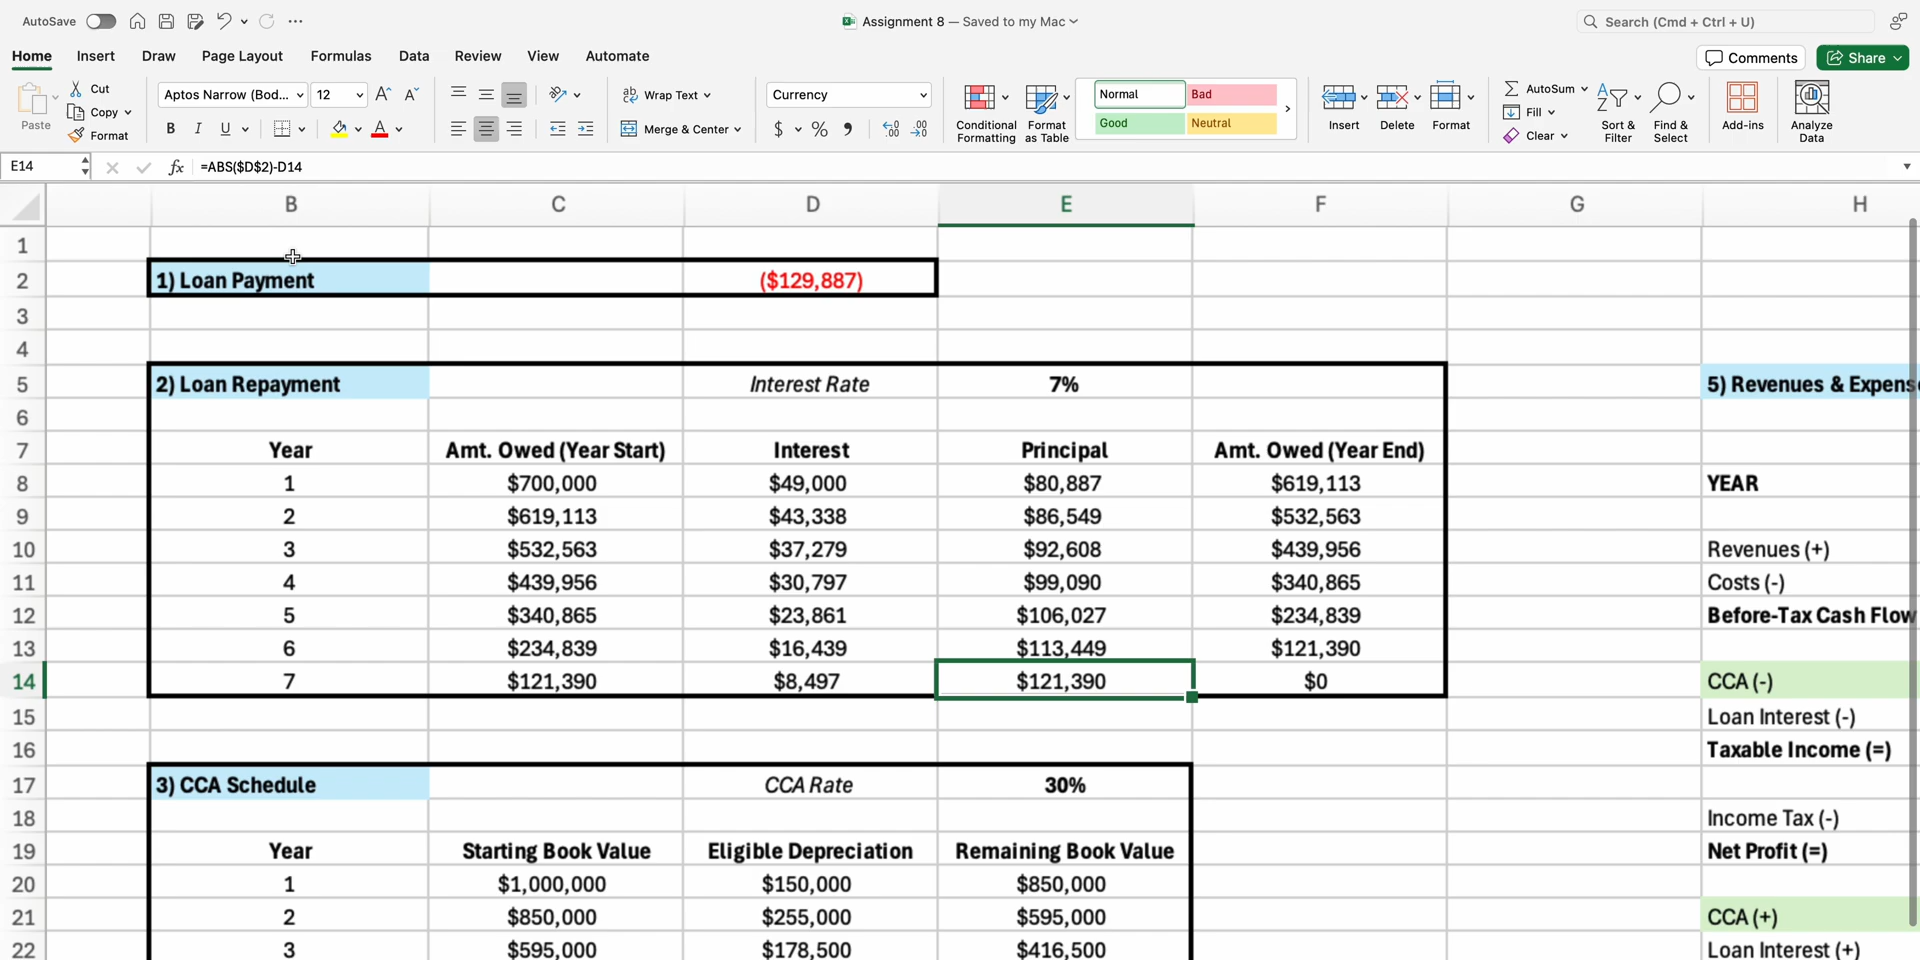 AutoSave
Assignment 8 — Saved to my Mac
Search (Cmd + Ctrl + U)
Home Insert Draw Page Layout Formulas Data Review View Automate
Comments Share
Paste
Cut
Copy
Format
Aptos Narrow (Bod... 12
B I U
Wrap Text
Merge & Center
Currency
$ % 9
Conditional Formatting
Format as Table
Normal Bad
Good Neutral
Insert Delete Format
AutoSum
Fill
Clear
Sort & Filter
Find & Select
Add-ins
Analyze Data
E14 fx =ABS($D$2)-D14
B C D E F G H
1
2 1) Loan Payment ($129,887)
3
4
5 2) Loan Repayment Interest Rate 7% 5) Revenues & Expens
6
7 Year Amt. Owed (Year Start) Interest Principal Amt. Owed (Year End)
8 1 $700,000 $49,000 $80,887 $619,113 YEAR
9 2 $619,113 $43,338 $86,549 $532,563
10 3 $532,563 $37,279 $92,608 $439,956 Revenues (+)
11 4 $439,956 $30,797 $99,090 $340,865 Costs (-)
12 5 $340,865 $23,861 $106,027 $234,839 Before-Tax Cash Flow
13 6 $234,839 $16,439 $113,449 $121,390
14 7 $121,390 $8,497 $121,390 $0 CCA (-)
15 Loan Interest (-)
16 Taxable Income (=)
17 3) CCA Schedule CCA Rate 30%
18 Income Tax (-)
19 Year Starting Book Value Eligible Depreciation Remaining Book Value Net Profit (=)
20 1 $1,000,000 $150,000 $850,000
21 2 $850,000 $255,000 $595,000 CCA (+)
22 3 $595,000 $178,500 $416,500 Loan Interest (+)